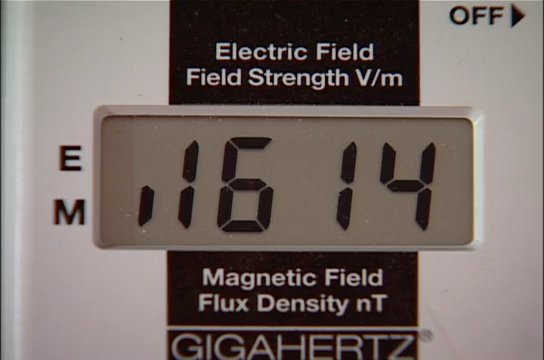 OFF
Electric Field
Field Strength V/m
E
1614
M
Magnetic Field
Flux Density nT
GIGAHERTZ®